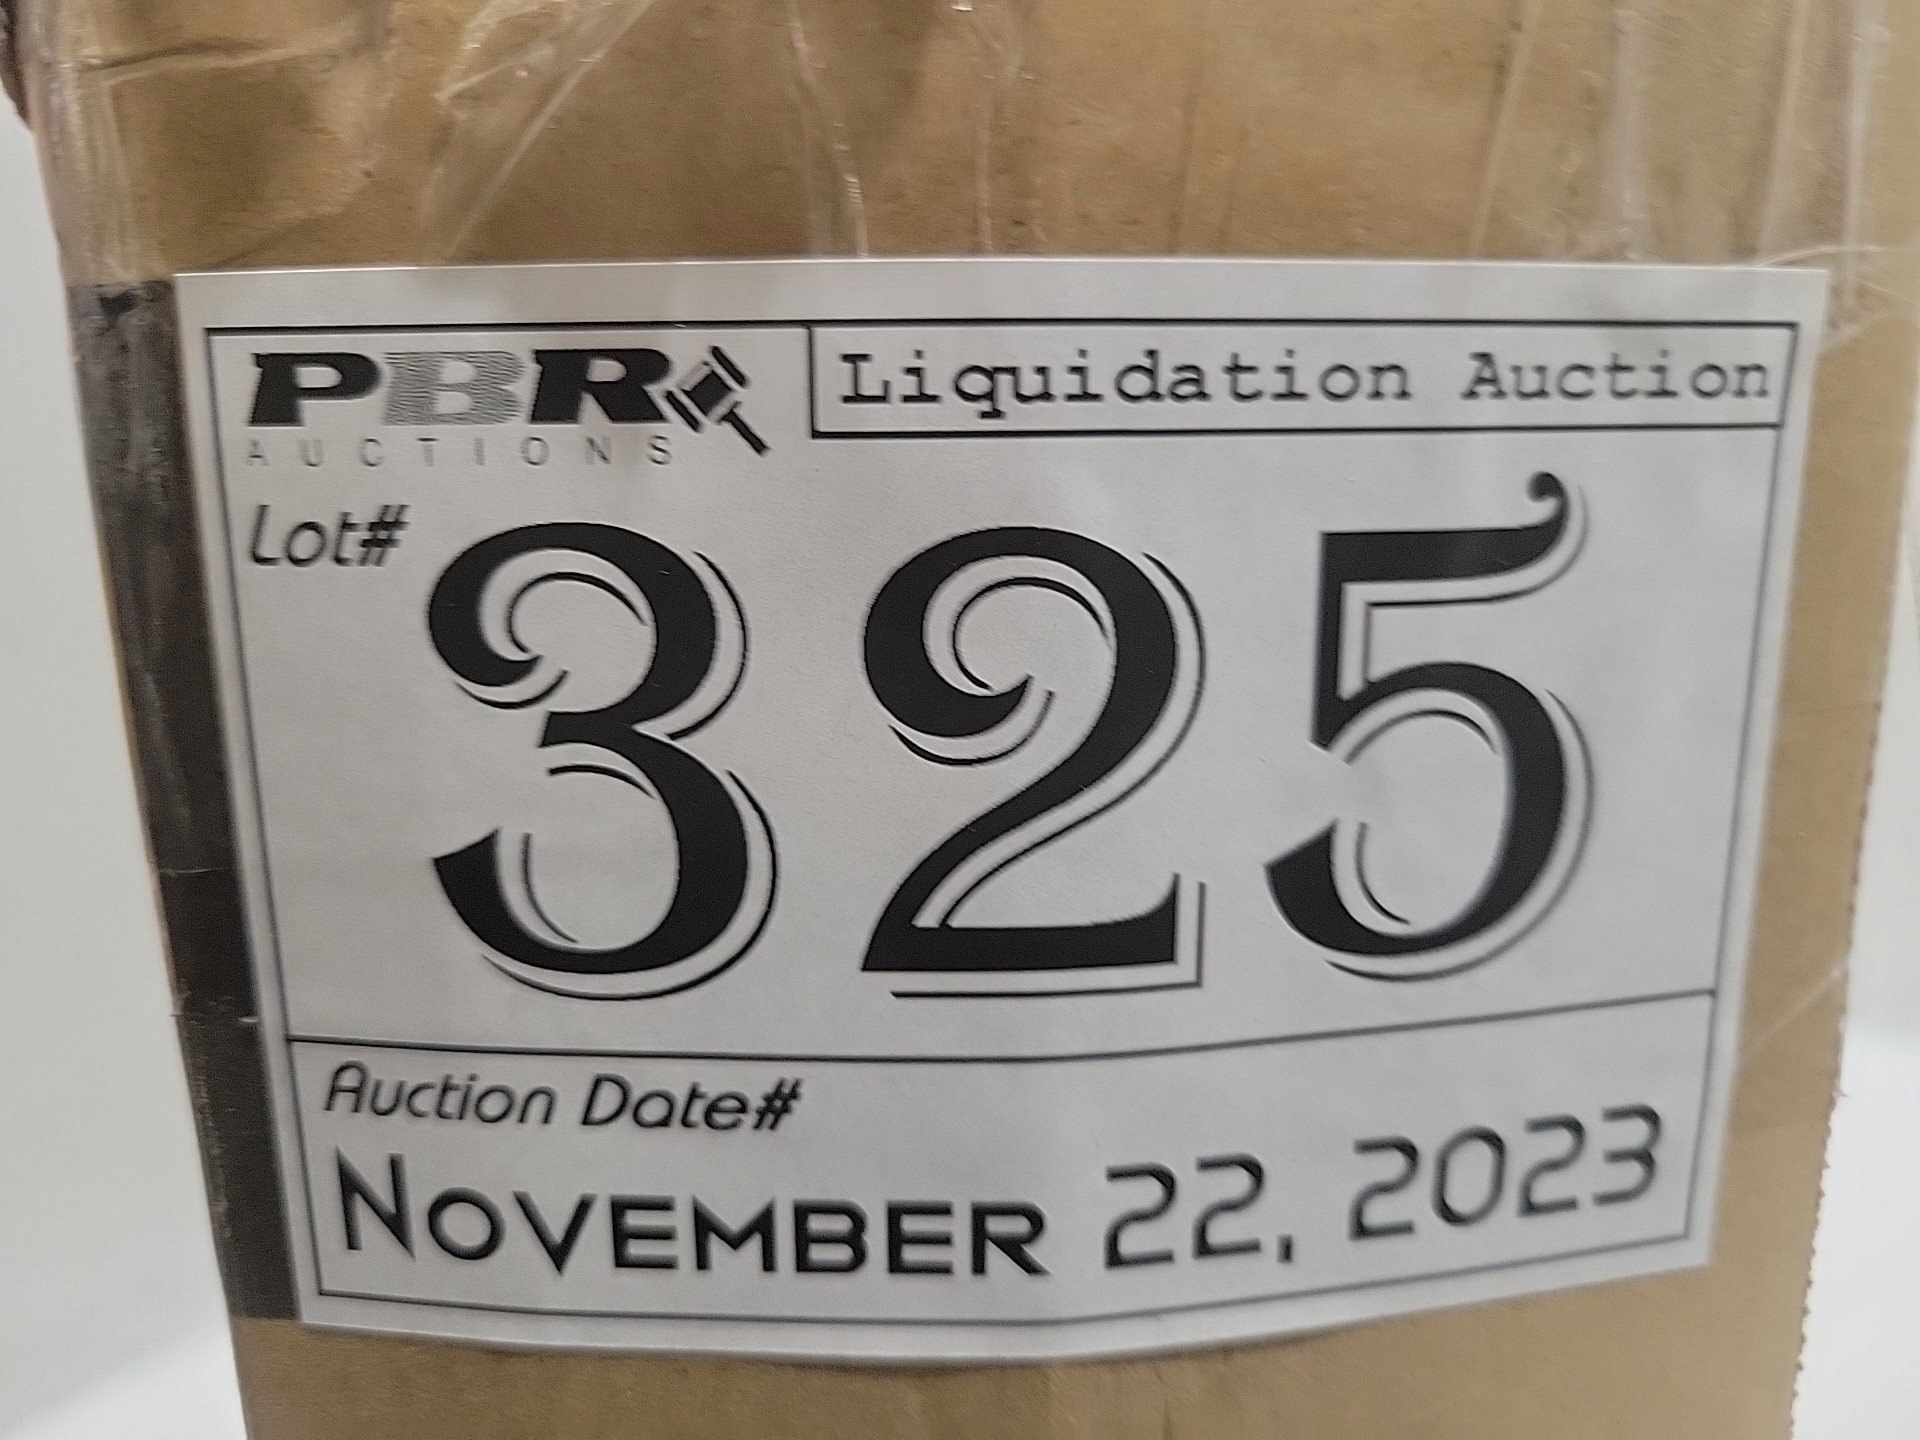 PBR
AUCTIONS
Liquidation Auction
Lot#
325
Auction Date#
NOVEMBER 22, 2023